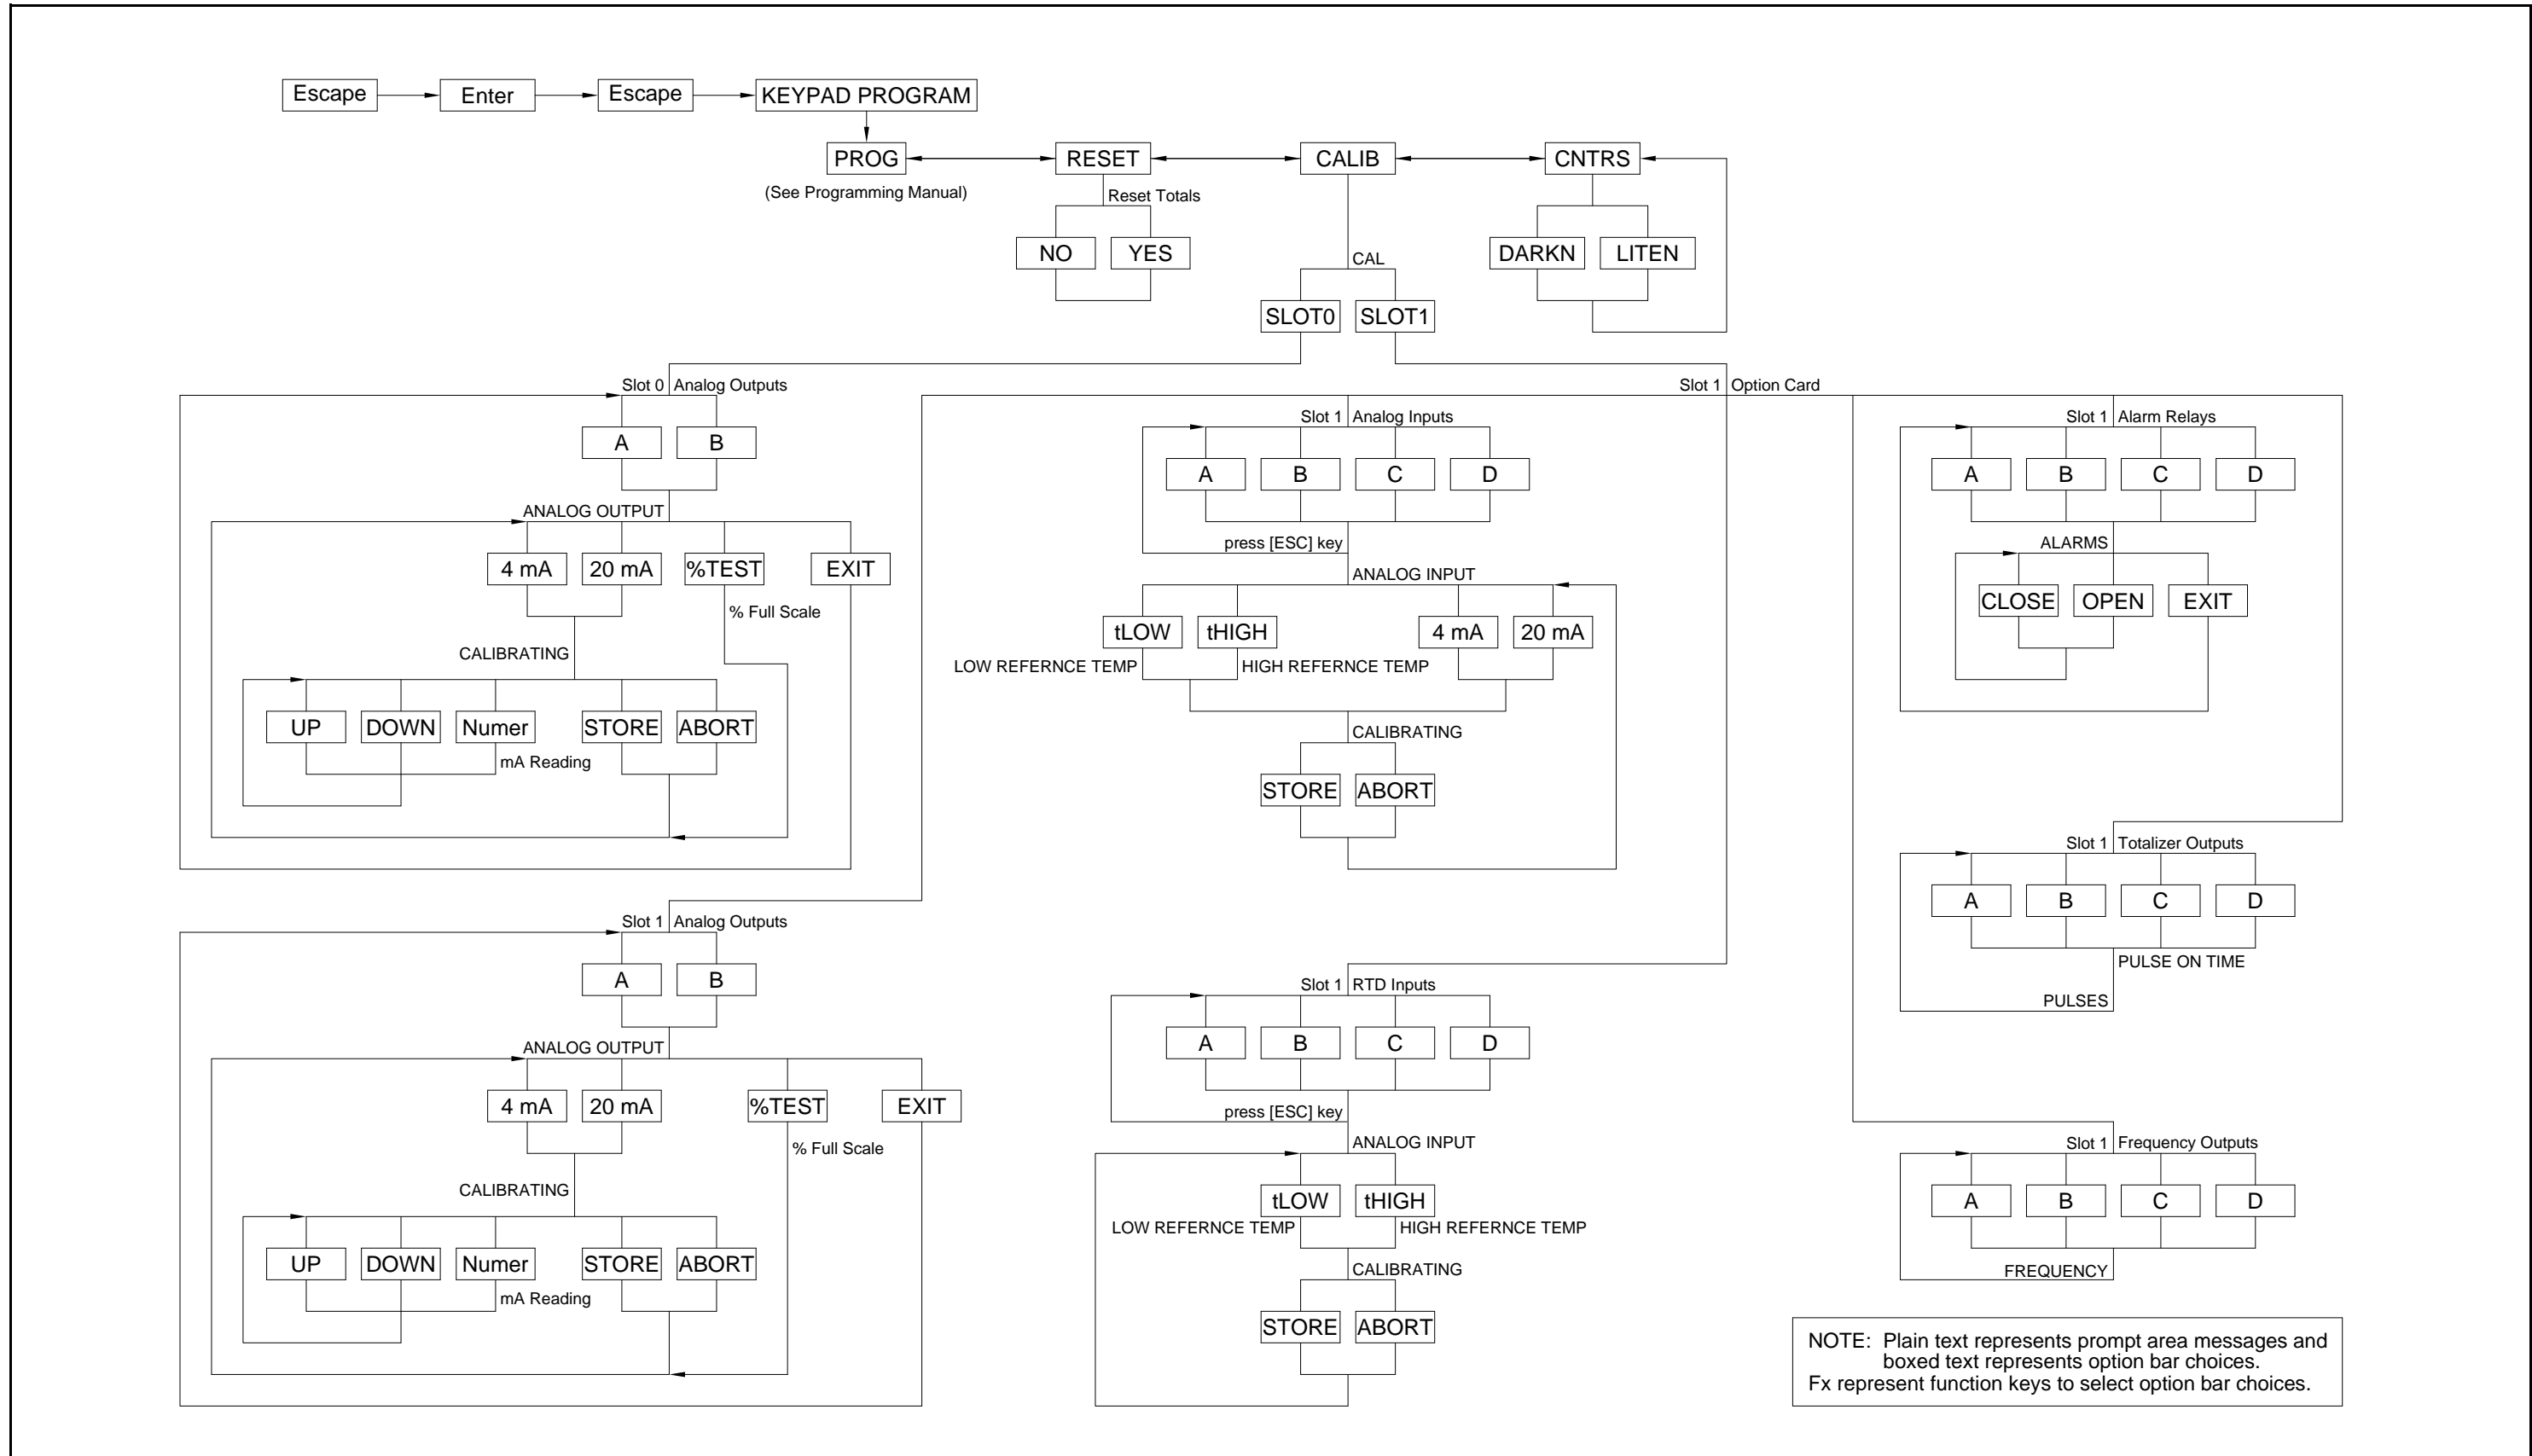 Escape
Enter
Escape
KEYPAD PROGRAM
PROG
RESET
CALIB
CNTRS
(See Programming Manual)
Reset Totals
NO
YES
DARKN
LITEN
CAL
SLOT0
SLOT1
Slot 0 Analog Outputs
A
B
ANALOG OUTPUT
4 mA
20 mA
%TEST
EXIT
% Full Scale
CALIBRATING
UP
DOWN
Numer
STORE
ABORT
mA Reading
Slot 1 Option Card
Slot 1 Analog Inputs
A
B
C
D
press [ESC] key
ANALOG INPUT
tLOW
tHIGH
4 mA
20 mA
LOW REFERNCE TEMP
HIGH REFERNCE TEMP
CALIBRATING
STORE
ABORT
Slot 1 Alarm Relays
A
B
C
D
ALARMS
CLOSE
OPEN
EXIT
Slot 1 Totalizer Outputs
A
B
C
D
PULSE ON TIME
PULSES
Slot 1 Analog Outputs
A
B
ANALOG OUTPUT
4 mA
20 mA
%TEST
EXIT
% Full Scale
CALIBRATING
UP
DOWN
Numer
STORE
ABORT
mA Reading
Slot 1 RTD Inputs
A
B
C
D
press [ESC] key
ANALOG INPUT
tLOW
tHIGH
LOW REFERNCE TEMP
HIGH REFERNCE TEMP
CALIBRATING
STORE
ABORT
Slot 1 Frequency Outputs
A
B
C
D
FREQUENCY
NOTE: Plain text represents prompt area messages and
boxed text represents option bar choices.
Fx represent function keys to select option bar choices.